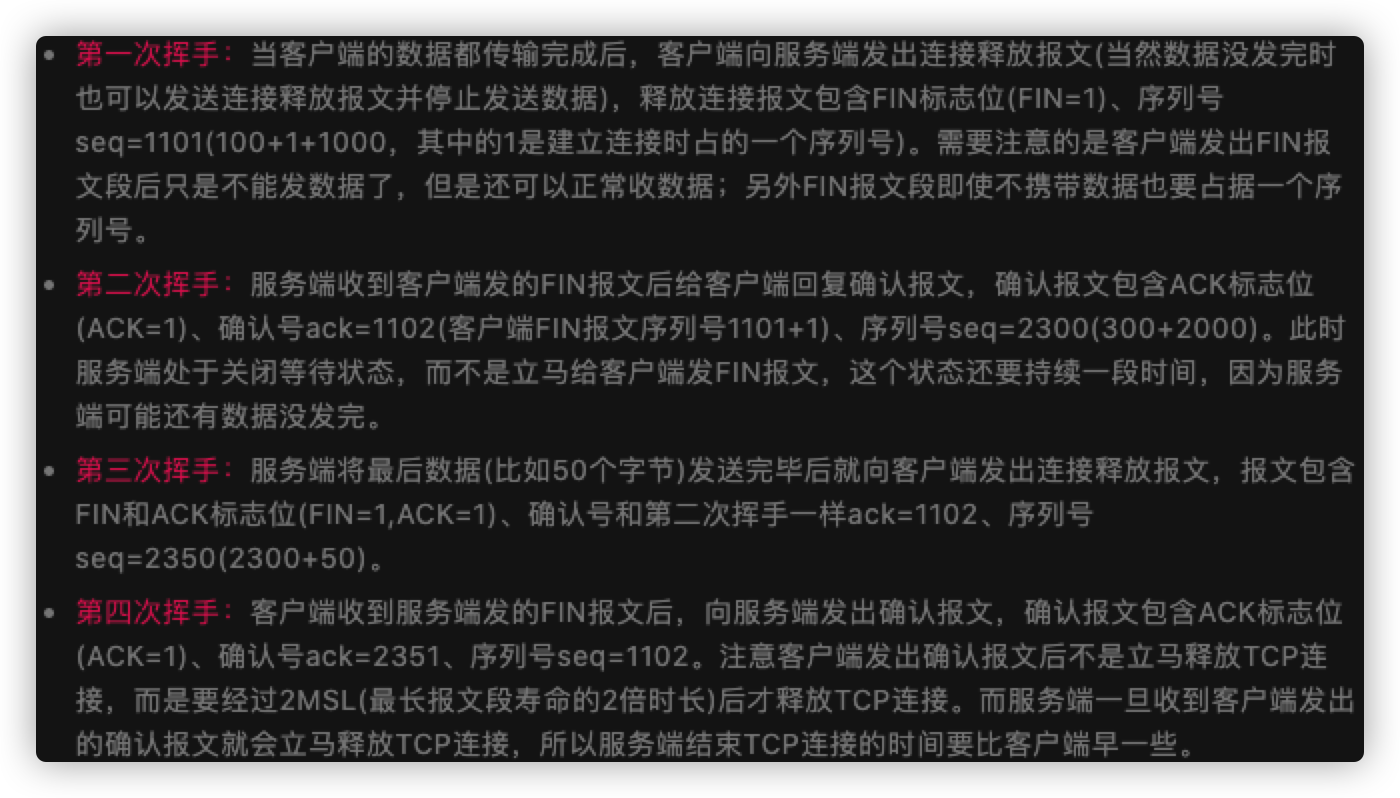 第一次挥手：当客户端的数据都传输完成后，客户端向服务端发出连接释放报文(当然数据没发完时
也可以发送连接释放报文并停止发送数据)，释放连接报文包含FIN标志位(FIN=1)、序列号
seq=1101(100+1+1000，其中的1是建立连接时占的一个序列号)。需要注意的是客户端发出FIN报
文段后只是不能发数据了，但是还可以正常收数据；另外FIN报文段即使不携带数据也要占据一个序
列号。
第二次挥手：服务端收到客户端发的FIN报文后给客户端回复确认报文，确认报文包含ACK标志位
(ACK=1)、确认号ack=1102(客户端FIN报文序列号1101+1)、序列号seq=2300(300+2000)。此时
服务端处于关闭等待状态，而不是立马给客户端发FIN报文，这个状态还要持续一段时间，因为服务
端可能还有数据没发完。
第三次挥手：服务端将最后数据(比如50个字节)发送完毕后就向客户端发出连接释放报文，报文包含
FIN和ACK标志位(FIN=1,ACK=1)、确认号和第二次挥手一样ack=1102、序列号
seq=2350(2300+50)。
第四次挥手：客户端收到服务端发的FIN报文后，向服务端发出确认报文，确认报文包含ACK标志位
(ACK=1)、确认号ack=2351、序列号seq=1102。注意客户端发出确认报文后不是立马释放TCP连
接，而是要经过2MSL(最长报文段寿命的2倍时长)后才释放TCP连接。而服务端一旦收到客户端发出
的确认报文就会立马释放TCP连接，所以服务端结束TCP连接的时间要比客户端早一些。